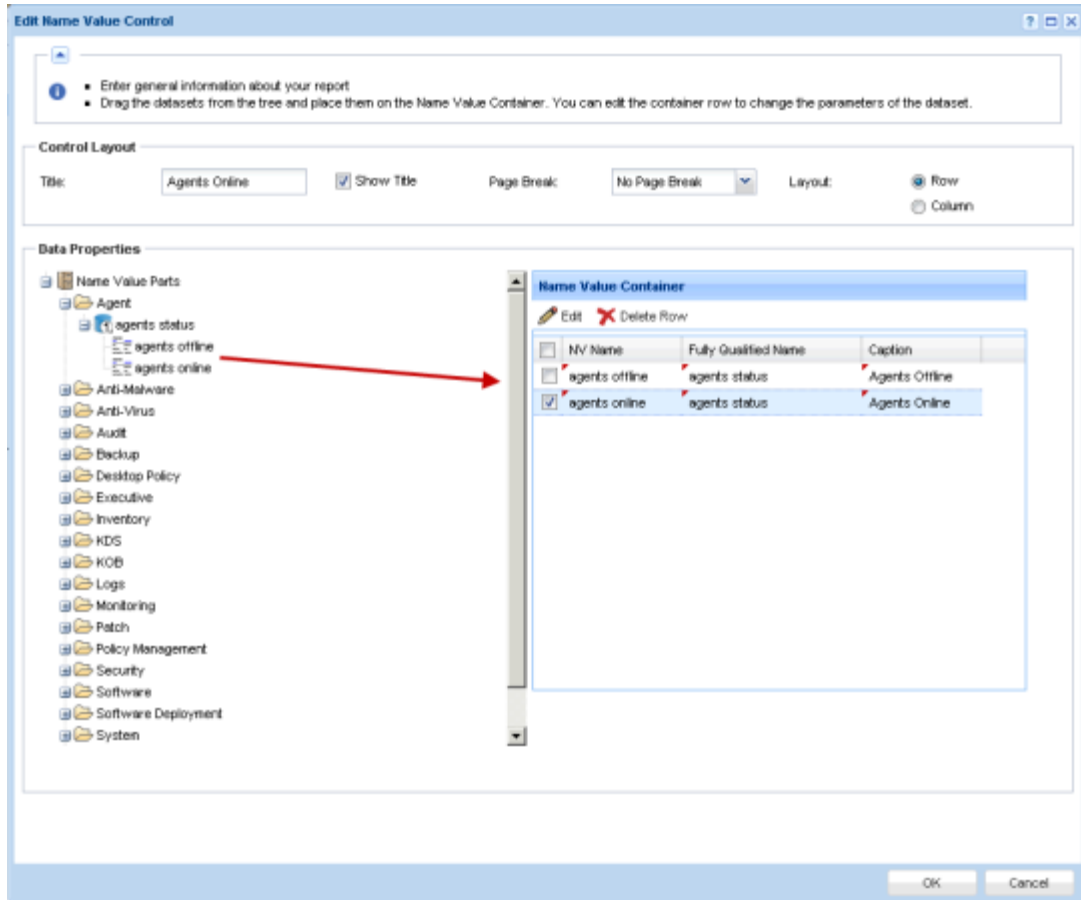 Edit Name Value Control
Enter general information about your report
Drag the datasets from the tree and place them on the Name Value Container. You can edit the container row to change the parameters of the dataset.
Control Layout
Title: Agents Online Show Title Page Break: No Page Break Layout: Row
Column
Data Properties
Name Value Parts
Agent
agents status
agents offline
agents online
Anti-Malware
Anti-Virus
Audit
Backup
Desktop Policy
Executive
Inventory
KDS
KOB
Logs
Monitoring
Patch
Policy Management
Security
Software
Software Deployment
System
Name Value Container
Edit Delete Row
NV Name Fully Qualified Name Caption
agents offline agents status Agents Offline
agents online agents status Agents Online
OK Cancel